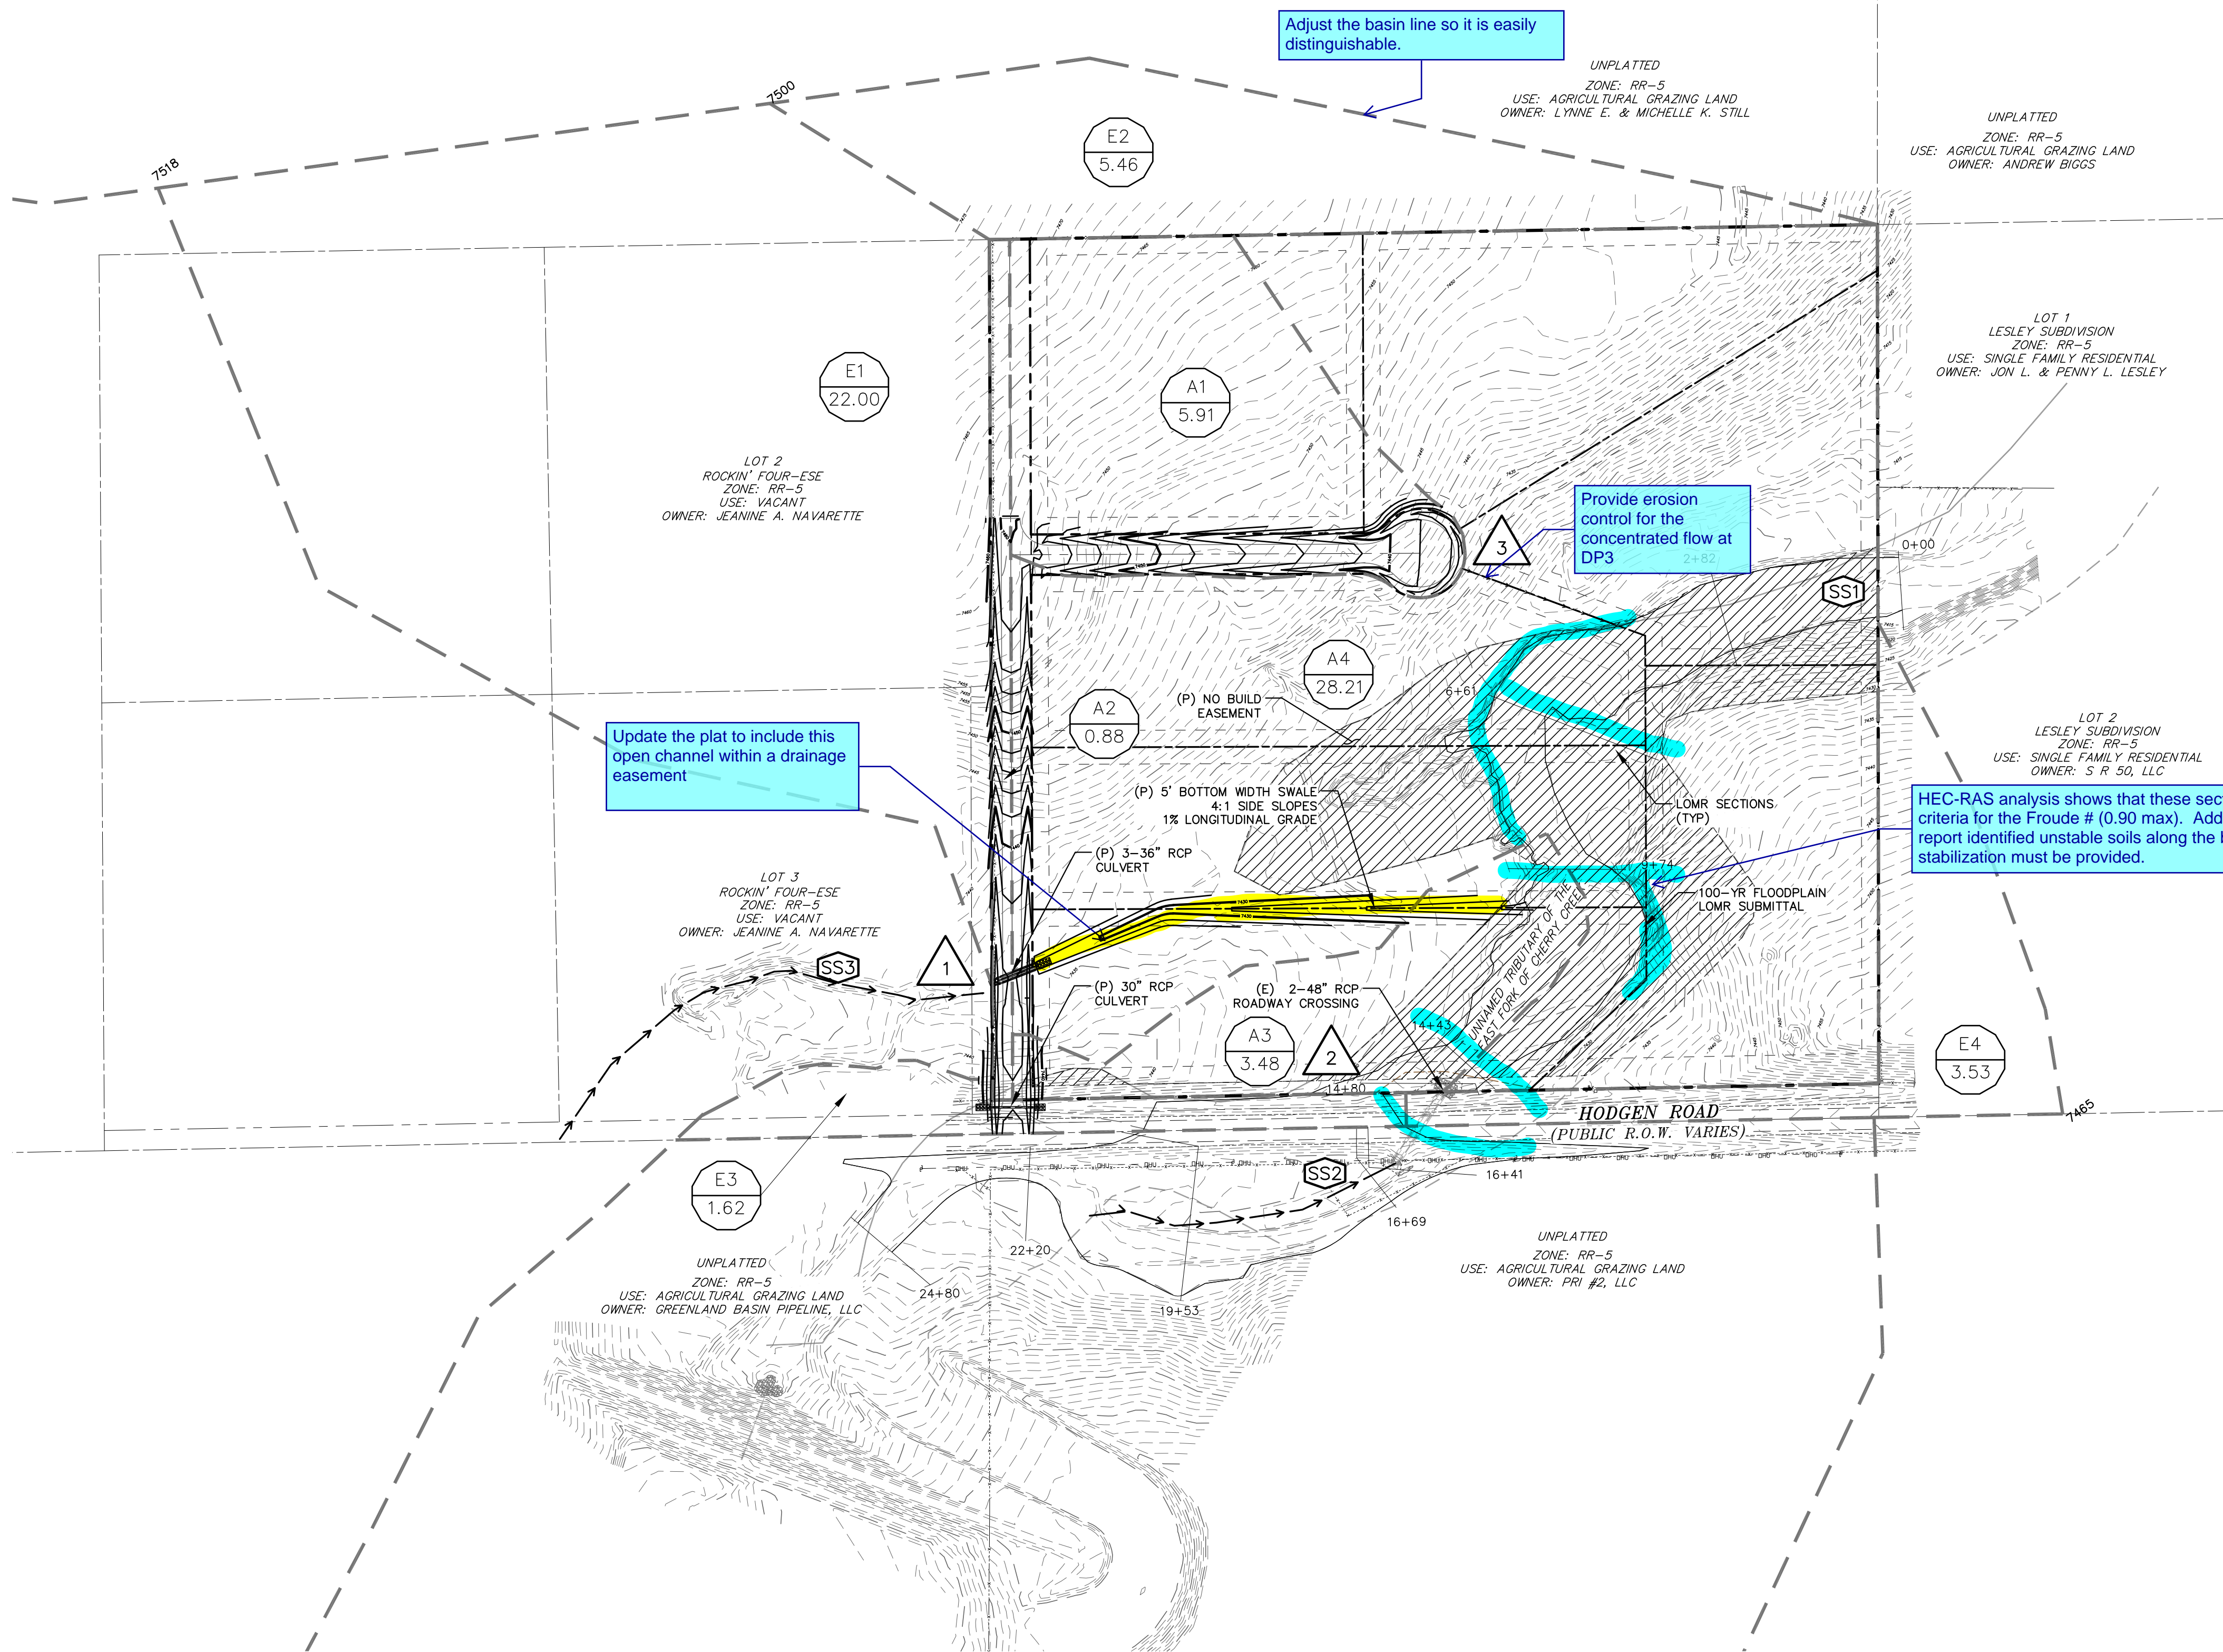 Adjust the basin line so it is easily
distinguishable.
UNPLATTED
ZONE: RR-5
USE: AGRICULTURAL GRAZING LAND
OWNER: LYNNE E. & MICHELLE K. STILL
UNPLATTED
ZONE: RR-5
USE: AGRICULTURAL GRAZING LAND
OWNER: ANDREW BIGGS
7500
7518
E2
5.46
E1
22.00
A1
5.91
LOT 1
LESLEY SUBDIVISION
ZONE: RR-5
USE: SINGLE FAMILY RESIDENTIAL
OWNER: JON L. & PENNY L. LESLEY
LOT 2
ROCKIN' FOUR-ESE
ZONE: RR-5
USE: VACANT
OWNER: JEANINE A. NAVARETTE
Provide erosion
control for the
concentrated flow at
DP3
3
2+82
0+00
SS1
A4
28.21
6+61
(P) NO BUILD
EASEMENT
A2
0.88
Update the plat to include this
open channel within a drainage
easement
LOT 2
LESLEY SUBDIVISION
ZONE: RR-5
USE: SINGLE FAMILY RESIDENTIAL
OWNER: S R 50, LLC
(P) 5' BOTTOM WIDTH SWALE
4:1 SIDE SLOPES
1% LONGITUDINAL GRADE
LOMR SECTIONS
(TYP)
HEC-RAS analysis shows that these sec
criteria for the Froude # (0.90 max). Add
report identified unstable soils along the
stabilization must be provided.
(P) 3-36" RCP
CULVERT
9+74
100-YR FLOODPLAIN
LOMR SUBMITTAL
LOT 3
ROCKIN' FOUR-ESE
ZONE: RR-5
USE: VACANT
OWNER: JEANINE A. NAVARETTE
7430
7430
SS3
1
(P) 30" RCP
CULVERT
(E) 2-48" RCP
ROADWAY CROSSING
UNNAMED TRIBUTARY OF THE
EAST FORK OF CHERRY CREEK
14+43
A3
3.48
2
14+80
E4
3.53
HODGEN ROAD
(PUBLIC R.O.W. VARIES)
7465
E3
1.62
SS2
16+41
16+69
22+20
24+80
19+53
UNPLATTED
ZONE: RR-5
USE: AGRICULTURAL GRAZING LAND
OWNER: GREENLAND BASIN PIPELINE, LLC
UNPLATTED
ZONE: RR-5
USE: AGRICULTURAL GRAZING LAND
OWNER: PRI #2, LLC